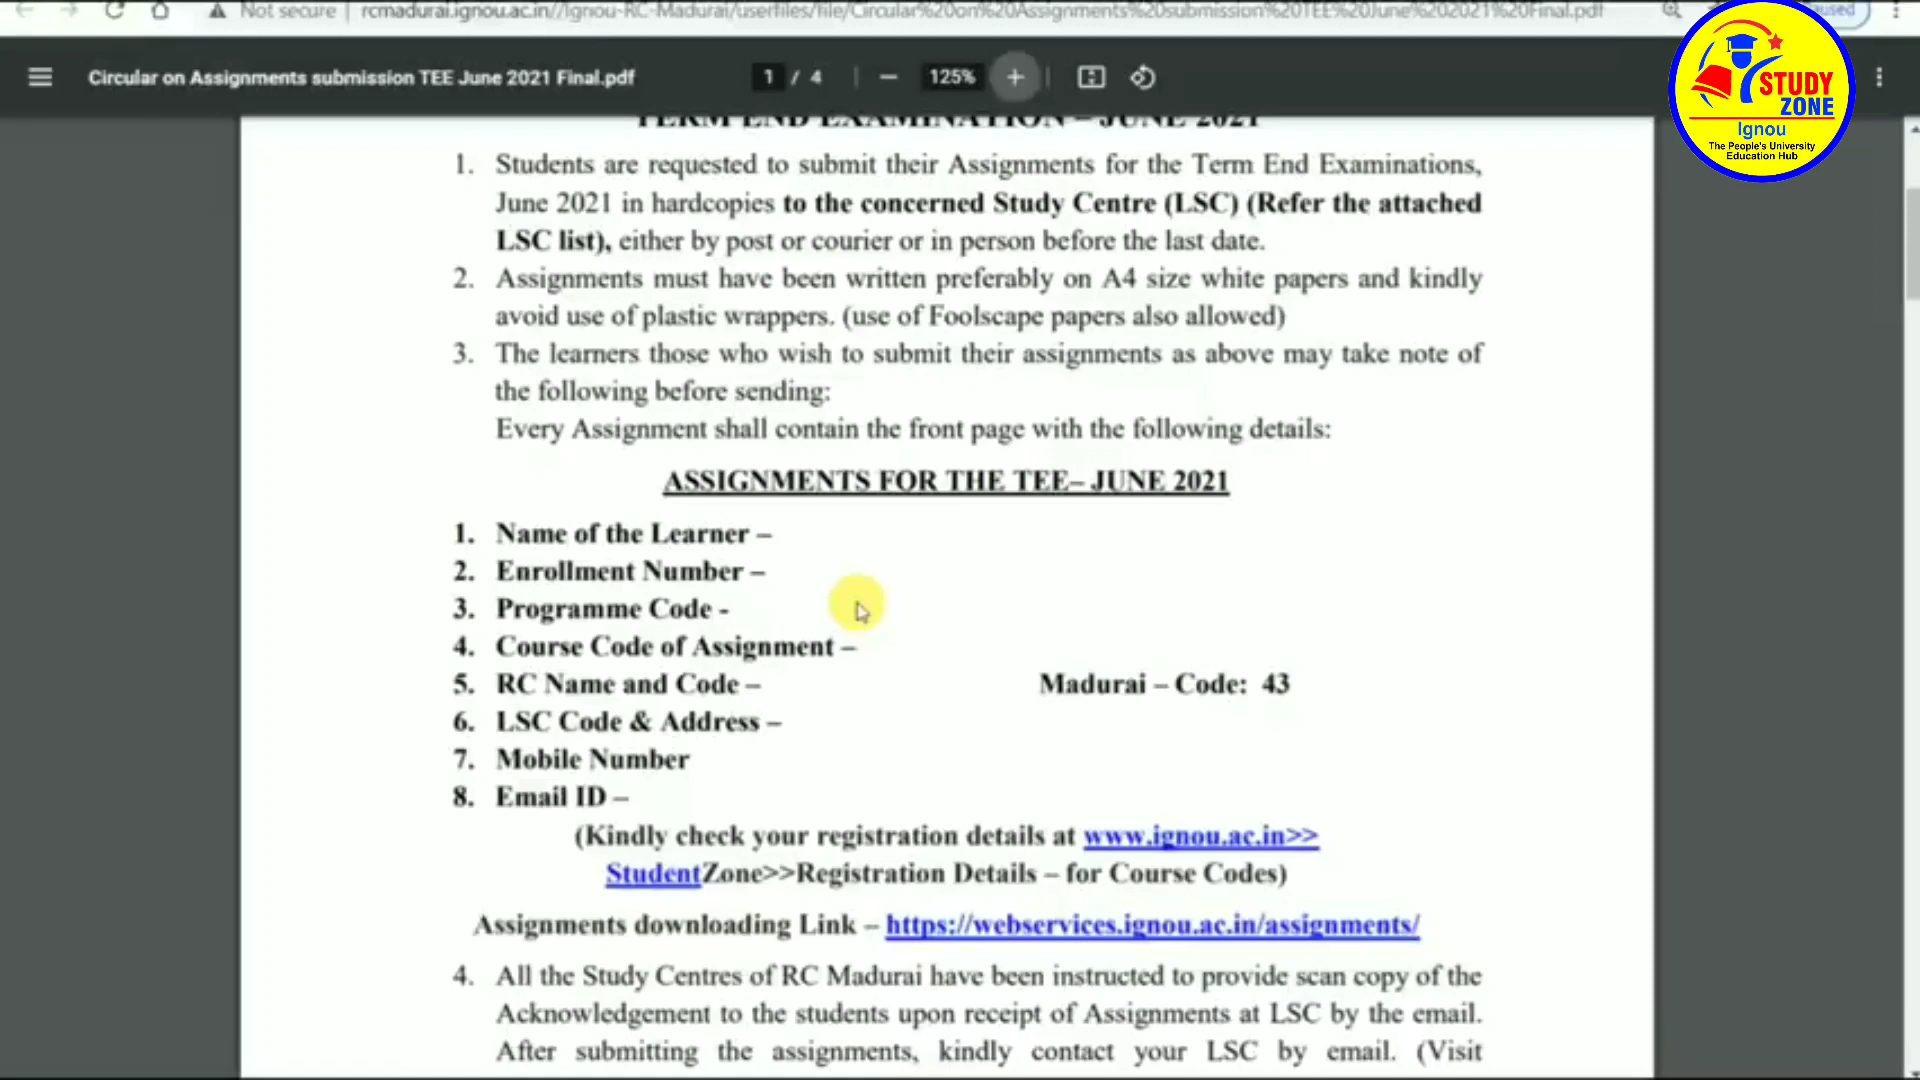 Not secure | rcmadurai.ignou.ac.in//Ignou-RC-Madurai/userfiles/file/Circular%20on%20Assignments%20submission%20TEE%20June%202021%20Final.pdf
Circular on Assignments submission TEE June 2021 Final.pdf 1 / 4 125%
STUDY
ZONE
Ignou
The People's University
Education Hub
TERM END EXAMINATION – JUNE 2021
1. Students are requested to submit their Assignments for the Term End Examinations,
June 2021 in hardcopies to the concerned Study Centre (LSC) (Refer the attached
LSC list), either by post or courier or in person before the last date.
2. Assignments must have been written preferably on A4 size white papers and kindly
avoid use of plastic wrappers. (use of Foolscape papers also allowed)
3. The learners those who wish to submit their assignments as above may take note of
the following before sending:
Every Assignment shall contain the front page with the following details:
ASSIGNMENTS FOR THE TEE– JUNE 2021
1. Name of the Learner –
2. Enrollment Number –
3. Programme Code -
4. Course Code of Assignment –
5. RC Name and Code – Madurai – Code: 43
6. LSC Code & Address –
7. Mobile Number
8. Email ID –
(Kindly check your registration details at www.ignou.ac.in>>
StudentZone>>Registration Details – for Course Codes)
Assignments downloading Link – https://webservices.ignou.ac.in/assignments/
4. All the Study Centres of RC Madurai have been instructed to provide scan copy of the
Acknowledgement to the students upon receipt of Assignments at LSC by the email.
After submitting the assignments, kindly contact your LSC by email. (Visit